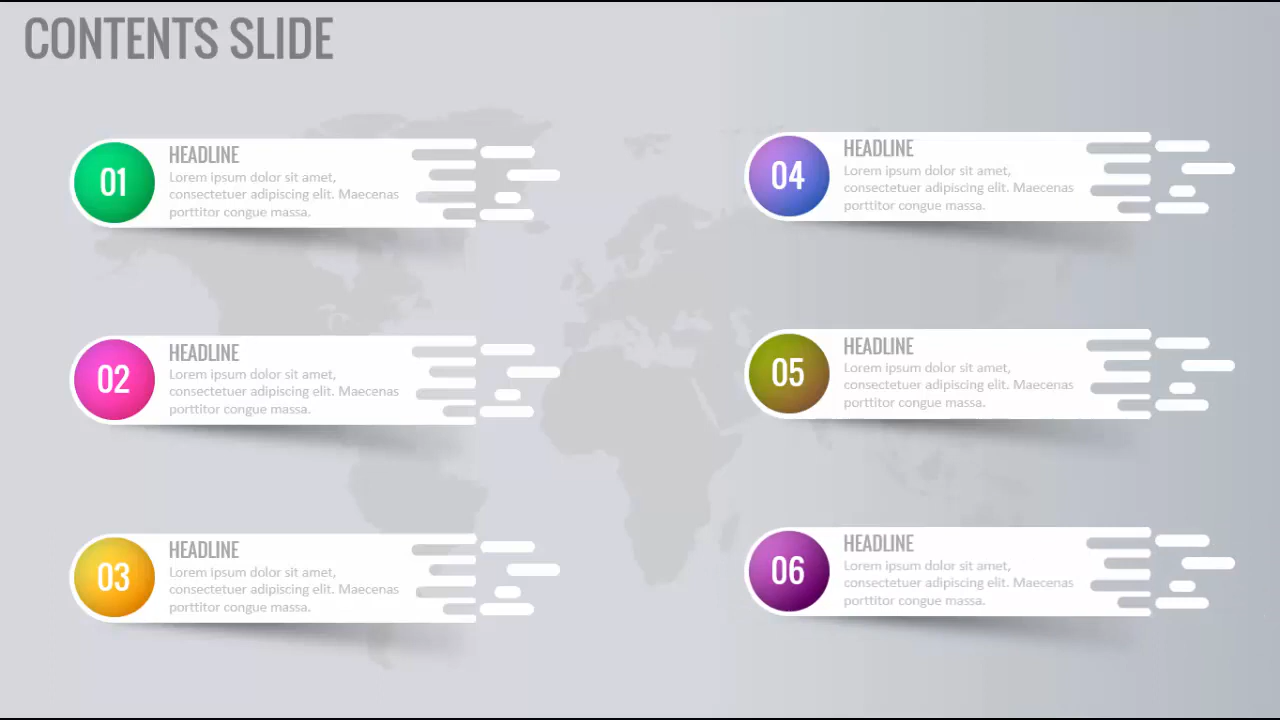 CONTENTS SLIDE
01
HEADLINE
Lorem ipsum dolor sit amet,
consectetuer adipiscing elit. Maecenas
porttitor congue massa.
02
HEADLINE
Lorem ipsum dolor sit amet,
consectetuer adipiscing elit. Maecenas
porttitor congue massa.
03
HEADLINE
Lorem ipsum dolor sit amet,
consectetuer adipiscing elit. Maecenas
porttitor congue massa.
04
HEADLINE
Lorem ipsum dolor sit amet,
consectetuer adipiscing elit. Maecenas
porttitor congue massa.
05
HEADLINE
Lorem ipsum dolor sit amet,
consectetuer adipiscing elit. Maecenas
porttitor congue massa.
06
HEADLINE
Lorem ipsum dolor sit amet,
consectetuer adipiscing elit. Maecenas
porttitor congue massa.